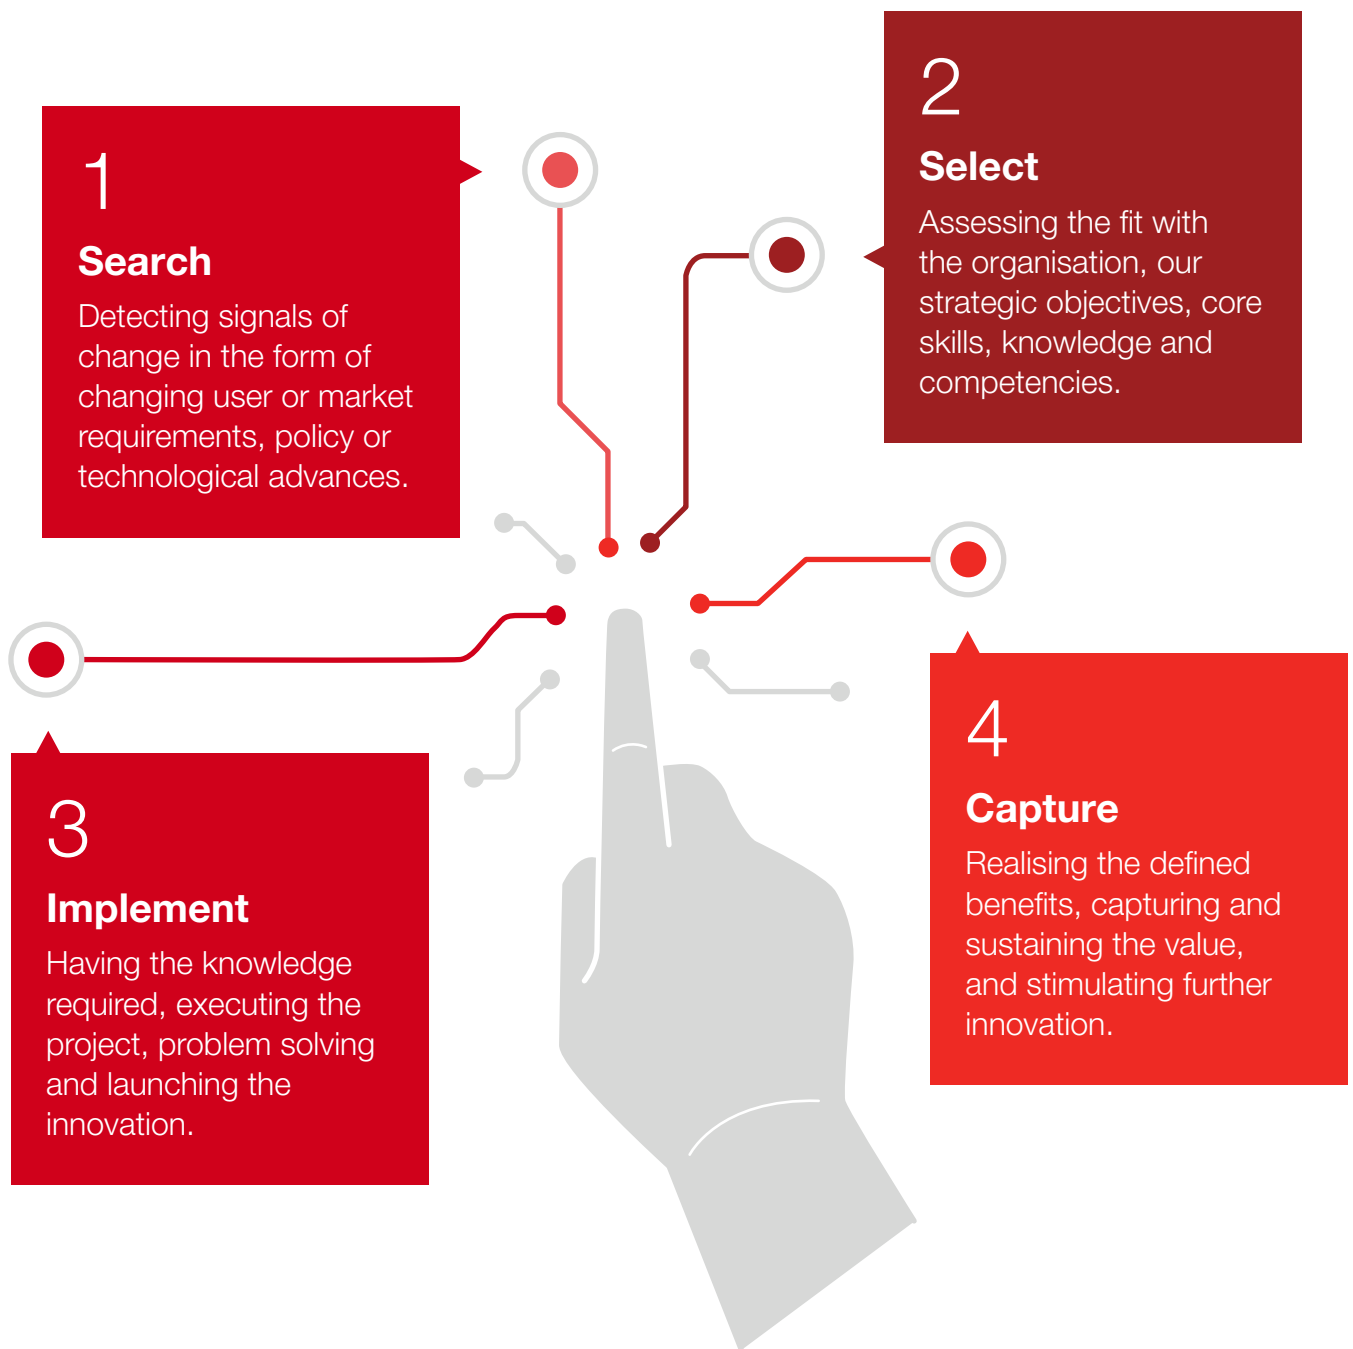 1
Search
Detecting signals of
change in the form of
changing user or market
requirements, policy or
technological advances.
2
Select
Assessing the fit with
the organisation, our
strategic objectives, core
skills, knowledge and
competencies.
3
Implement
Having the knowledge
required, executing the
project, problem solving
and launching the
innovation.
4
Capture
Realising the defined
benefits, capturing and
sustaining the value,
and stimulating further
innovation.